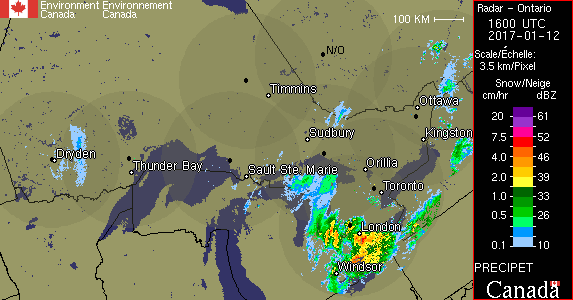 Environment Environnement
Canada Canada
100 KM
N/O
Timmins
Ottawa
Sudbury
Kingston
Dryden
Thunder Bay
Sault Ste. Marie
Orillia
Toronto
London
Windsor
Radar - Ontario
1600 UTC
2017-01-12
Scale/Échelle:
3.5 km/Pixel
Snow/Neige
cm/hr dBZ
20 61
7.5 52
4.0 46
2.0 39
1.0 33
0.5 26
0.1 10
PRECIPET
Canada